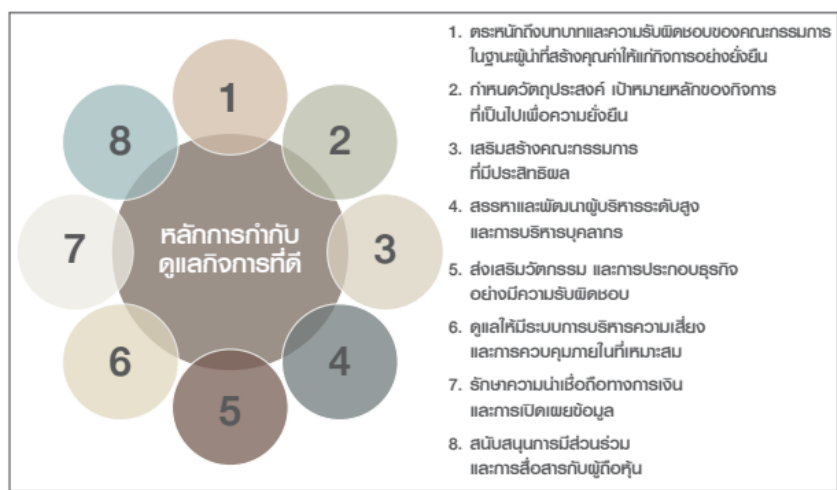 1
2
3
4
5
6
7
8
หลักการกำกับ
ดูแลกิจการที่ดี
1. ตระหนักถึงบทบาทและความรับผิดชอบของคณะกรรมการ
ในฐานะผู้นำที่สร้างคุณค่าให้แก่กิจการอย่างยั่งยืน
2. กำหนดวัตถุประสงค์ เป้าหมายหลักของกิจการ
ที่เป็นไปเพื่อความยั่งยืน
3. เสริมสร้างคณะกรรมการ
ที่มีประสิทธิผล
4. สรรหาและพัฒนาผู้บริหารระดับสูง
และการบริหารบุคลากร
5. ส่งเสริมวัตกรรม และการประกอบธุรกิจ
อย่างมีความรับผิดชอบ
6. ดูแลให้มีระบบการบริหารความเสี่ยง
และการควบคุมภายในที่เหมาะสม
7. รักษาความน่าเชื่อถือทางการเงิน
และการเปิดเผยข้อมูล
8. สนับสนุนการมีส่วนร่วม
และการสื่อสารกับผู้ถือหุ้น